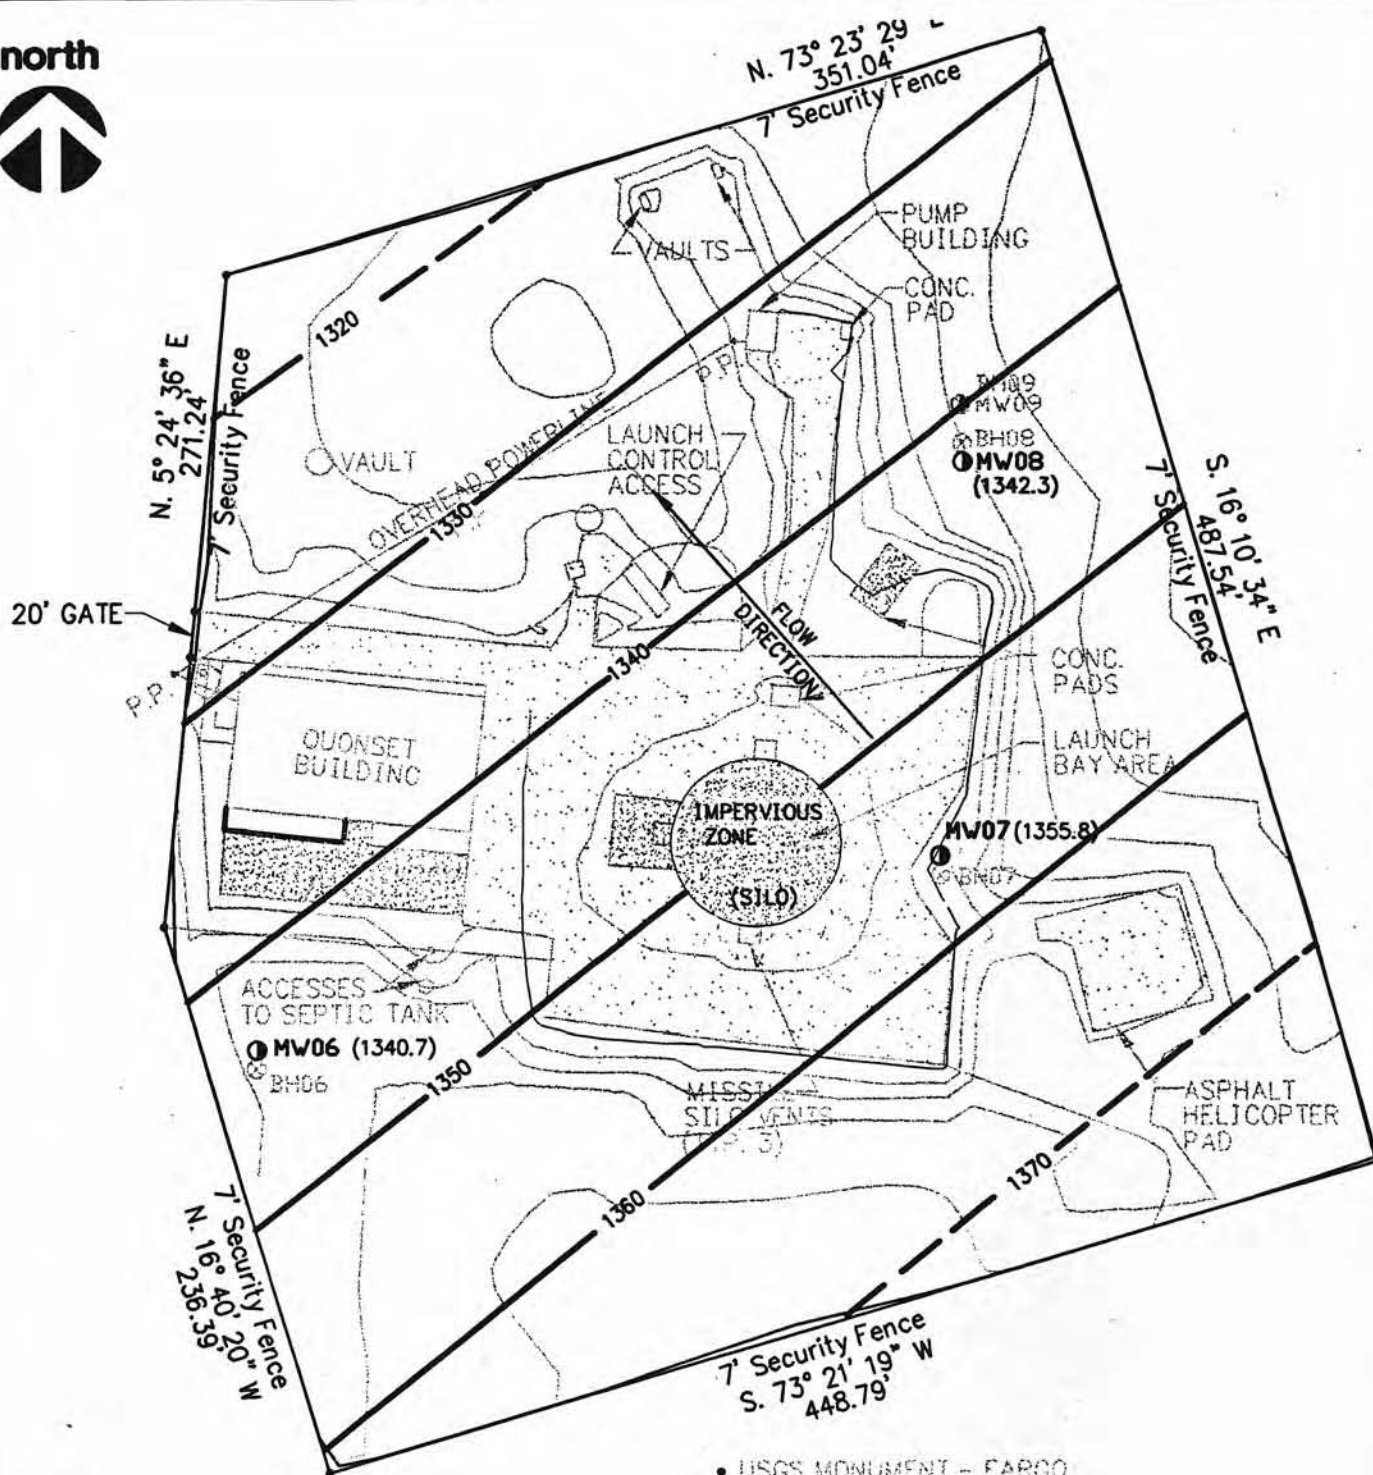 north
N. 73° 23' 29
351.04'
7' Security Fence
PUMP
BUILDING
VAULTS
CONC.
PAD
1320
N. 5° 24' 36" E
271.24'
7' Security Fence
P.P.
MW09
BH08
MW08
(1342.3)
VAULT
OVERHEAD POWERLINE
LAUNCH
CONTROL
ACCESS
1330
S. 16° 10' 34" E
487.54'
7' Security Fence
20' GATE
FLOW
DIRECTION
1340
CONC.
PADS
P.P.
QUONSET
BUILDING
LAUNCH
BAY AREA
IMPERVIOUS
ZONE
(SILO)
MW07 (1355.8)
BH07
ACCESSES
TO SEPTIC TANK
MW06 (1340.7)
BH06
1350
SILO VENTS
ASPHALT
HELICOPTER
PAD
1370
1360
7' Security Fence
N. 16° 40' 20" W
236.39'
7' Security Fence
S. 73° 21' 19" W
448.79'
USGS MONUMENT - FARGO